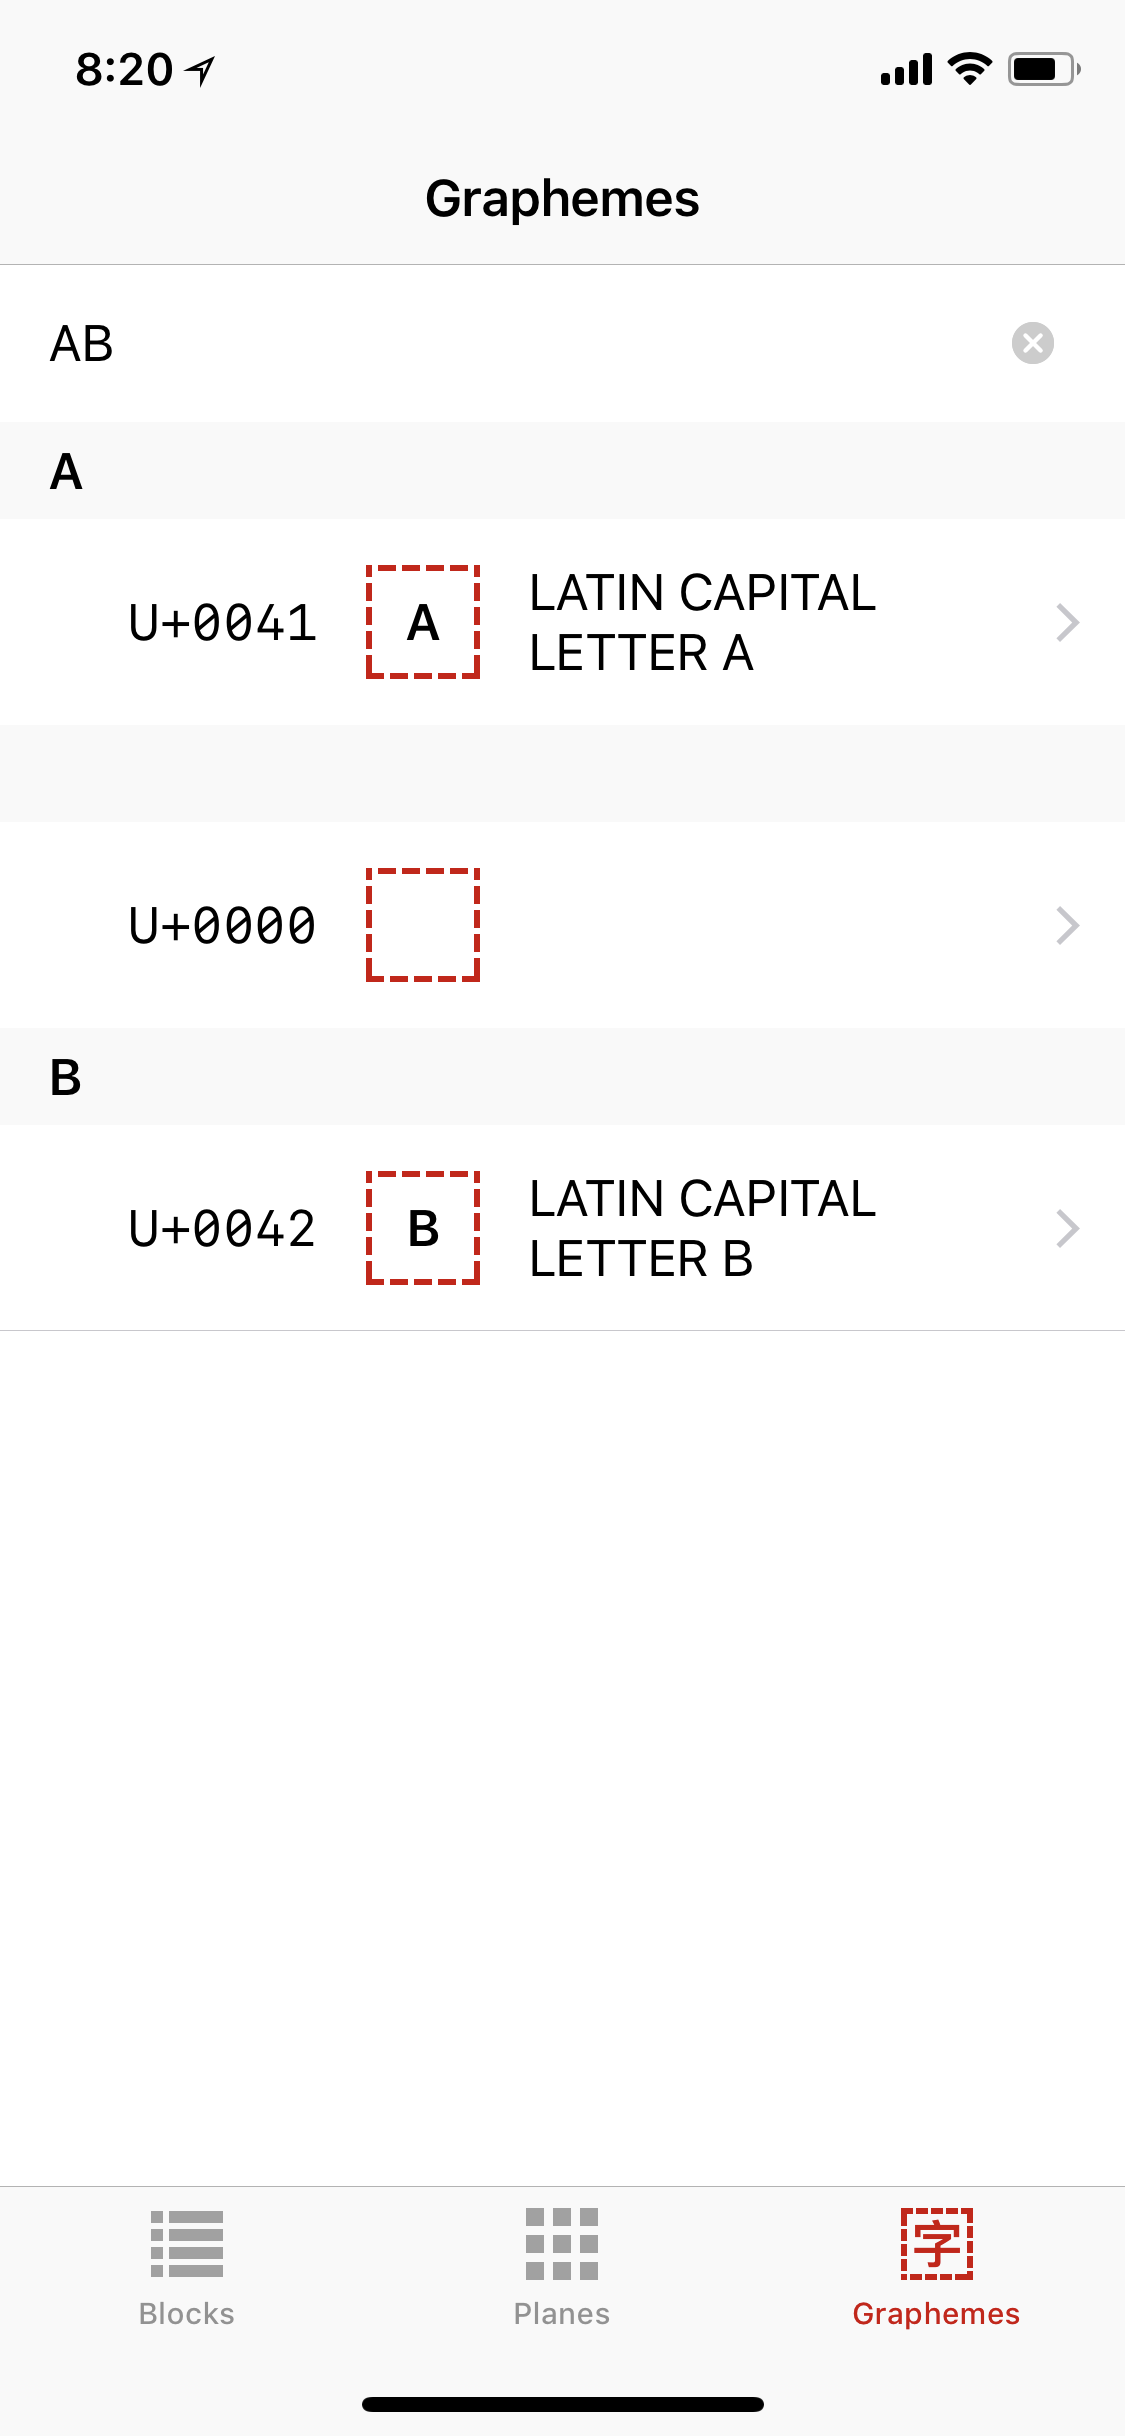 8:20
Graphemes
AB
A
U+0041 A LATIN CAPITAL
LETTER A
U+0000
B
U+0042 B LATIN CAPITAL
LETTER B
字
Blocks Planes Graphemes